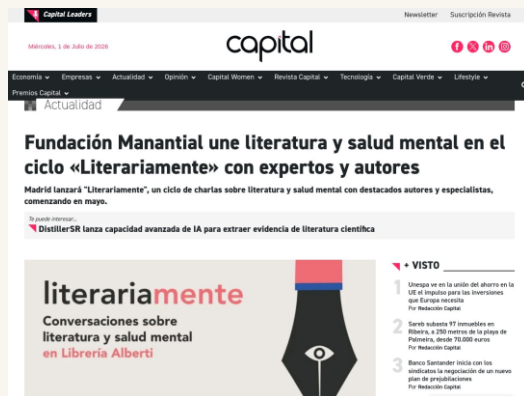 Capital Leaders
Newsletter Suscripción Revista
Miércoles, 1 de Julio de 2026
capital
Economía Empresas Actualidad Opinión Capital Women Revista Capital Tecnología Capital Verde Lifestyle
Premios Capital
Actualidad
Fundación Manantial une literatura y salud mental en el
ciclo «Literariamente» con expertos y autores
Madrid lanzará "Literariamente", un ciclo de charlas sobre literatura y salud mental con destacados autores y especialistas,
comenzando en mayo.
Te puede interesar...
DistillerSR lanza capacidad avanzada de IA para extraer evidencia de literatura científica
literariamente
Conversaciones sobre
literatura y salud mental
en Librería Alberti
+ VISTO
1
Unespa ve en la unión del ahorro en la
UE el impulso para las inversiones
que Europa necesita
Por Redacción Capital
2
Sareb subasta 97 inmuebles en
Ribeira, a 250 metros de la playa de
Palmeira, desde 70.000 euros
Por Redacción Capital
3
Banco Santander inicia con los
sindicatos la negociación de un nuevo
plan de prejubilaciones
Por Redacción Capital